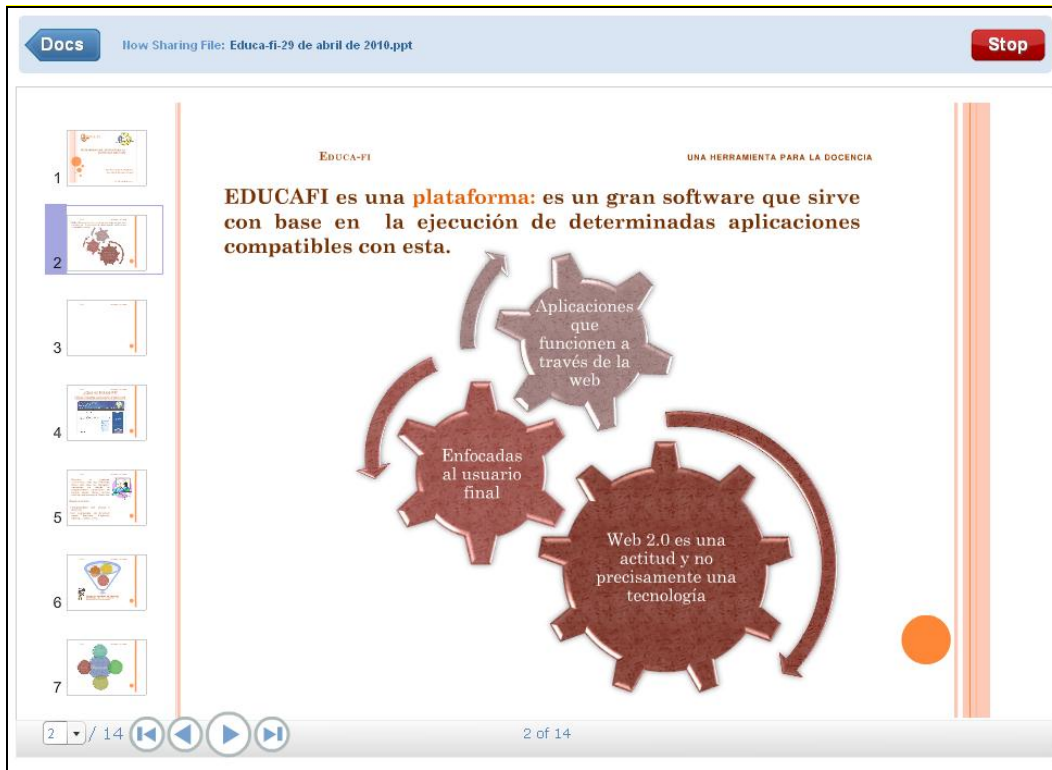 Docs
Now Sharing File: Educa-fi-29 de abril de 2010.ppt
Stop
1
2
3
4
5
6
7
EDUCA-FI
UNA HERRAMIENTA PARA LA DOCENCIA
EDUCAFI es una plataforma: es un gran software que sirve
con base en la ejecución de determinadas aplicaciones
compatibles con esta.
Aplicaciones
que
funcionen a
través de la
web
Enfocadas
al usuario
final
Web 2.0 es una
actitud y no
precisamente una
tecnología
2 / 14
2 of 14